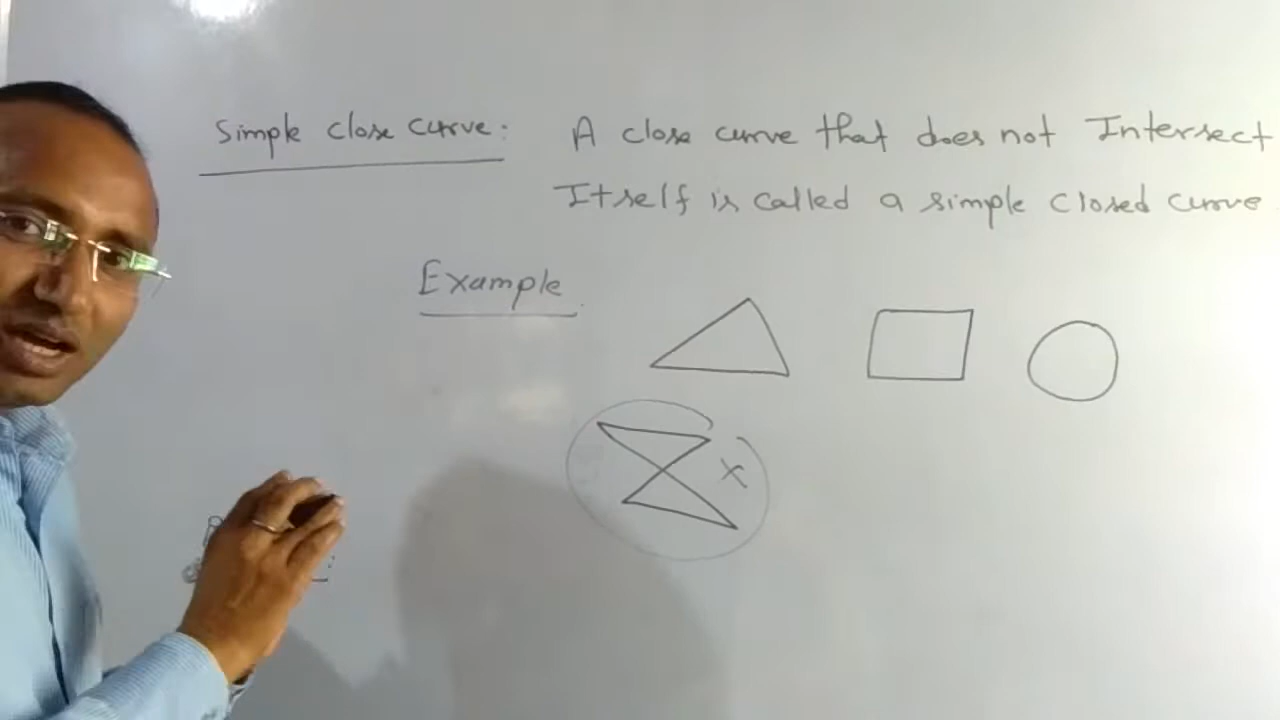 Simple close curve: A close curve that does not Intersect
Itself is called a simple closed curve
Example
x